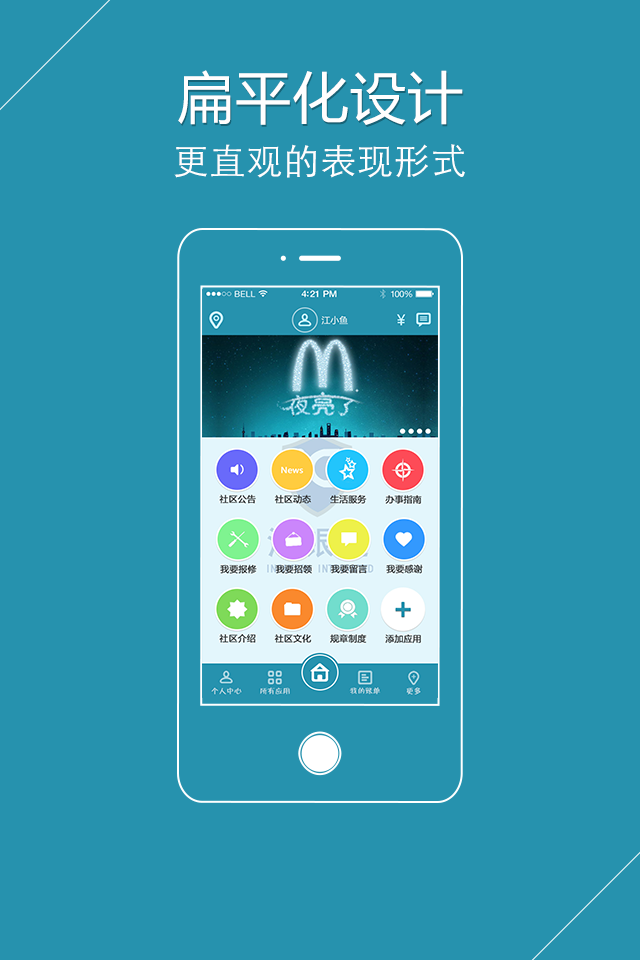 扁平化设计
更直观的表现形式
BELL 4:21 PM 100%
江小鱼 ¥
夜亮了
News
社区公告 社区动态 生活服务 办事指南
我要报修 我要招领 我要留言 我要感谢
社区介绍 社区文化 规章制度 添加应用
个人中心 所有应用 我的账单 更多